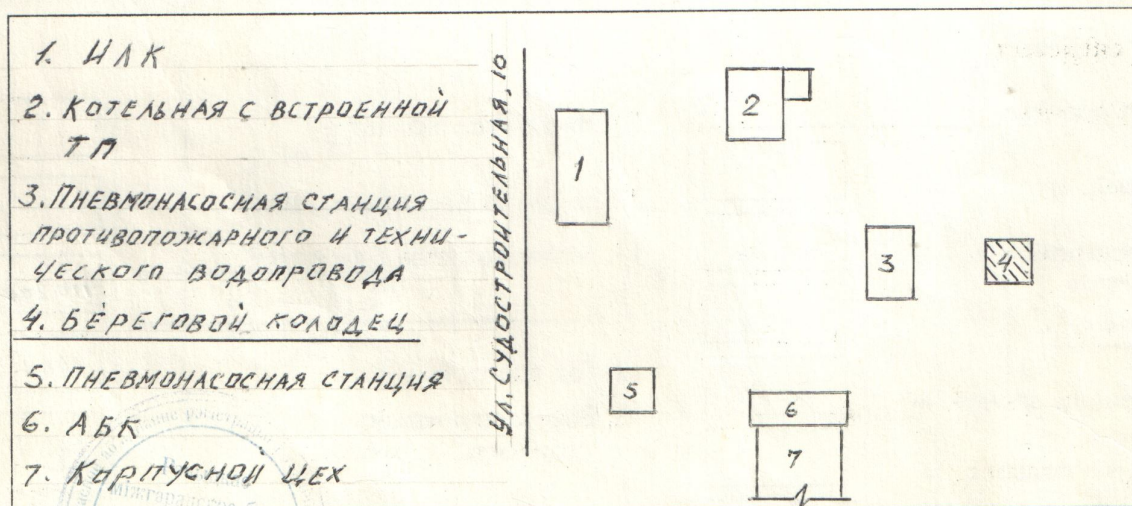 1. ИЛК
2. КОТЕЛЬНАЯ С ВСТРОЕННОЙ
ТП
3. ПНЕВМОНАСОСНАЯ СТАНЦИЯ
ПРОТИВОПОЖАРНОГО И ТЕХНИ-
ЧЕСКОГО ВОДОПРОВОДА
4. БЕРЕГОВОЙ КОЛОДЕЦ
5. ПНЕВМОНАСОСНАЯ СТАНЦИЯ
6. АБК
7. КОРПУСНОЙ ЦЕХ
УЛ. СУДОСТРОИТЕЛЬНАЯ, 10
1
2
3
4
5
6
7